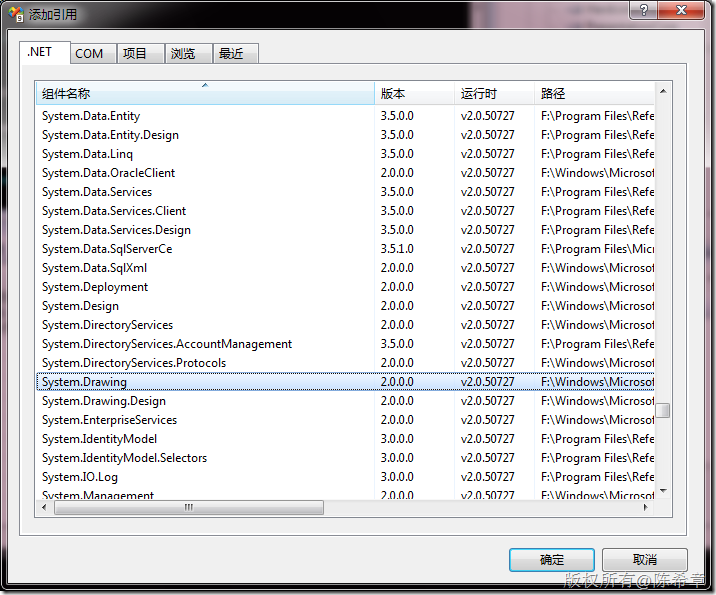 添加引用
.NET COM 项目 浏览 最近
组件名称 版本 运行时 路径
System.Data.Entity 3.5.0.0 v2.0.50727 F:\Program Files\Refe
System.Data.Entity.Design 3.5.0.0 v2.0.50727 F:\Program Files\Refe
System.Data.Linq 3.5.0.0 v2.0.50727 F:\Program Files\Refe
System.Data.OracleClient 2.0.0.0 v2.0.50727 F:\Windows\Microsof
System.Data.Services 3.5.0.0 v2.0.50727 F:\Program Files\Refe
System.Data.Services.Client 3.5.0.0 v2.0.50727 F:\Program Files\Refe
System.Data.Services.Design 3.5.0.0 v2.0.50727 F:\Program Files\Refe
System.Data.SqlServerCe 3.5.1.0 v2.0.50727 F:\Program Files\Micr
System.Data.SqlXml 2.0.0.0 v2.0.50727 F:\Windows\Microsof
System.Deployment 2.0.0.0 v2.0.50727 F:\Windows\Microsof
System.Design 2.0.0.0 v2.0.50727 F:\Windows\Microsof
System.DirectoryServices 2.0.0.0 v2.0.50727 F:\Windows\Microsof
System.DirectoryServices.AccountManagement 3.5.0.0 v2.0.50727 F:\Program Files\Refe
System.DirectoryServices.Protocols 2.0.0.0 v2.0.50727 F:\Windows\Microsof
System.Drawing 2.0.0.0 v2.0.50727 F:\Windows\Microsof
System.Drawing.Design 2.0.0.0 v2.0.50727 F:\Windows\Microsof
System.EnterpriseServices 2.0.0.0 v2.0.50727 F:\Windows\Microsof
System.IdentityModel 3.0.0.0 v2.0.50727 F:\Program Files\Refe
System.IdentityModel.Selectors 3.0.0.0 v2.0.50727 F:\Program Files\Refe
System.IO.Log 3.0.0.0 v2.0.50727 F:\Program Files\Refe
System.Management 2.0.0.0 v2.0.50727 F:\Windows\Microsof
确定 取消
版权所有@陈希章